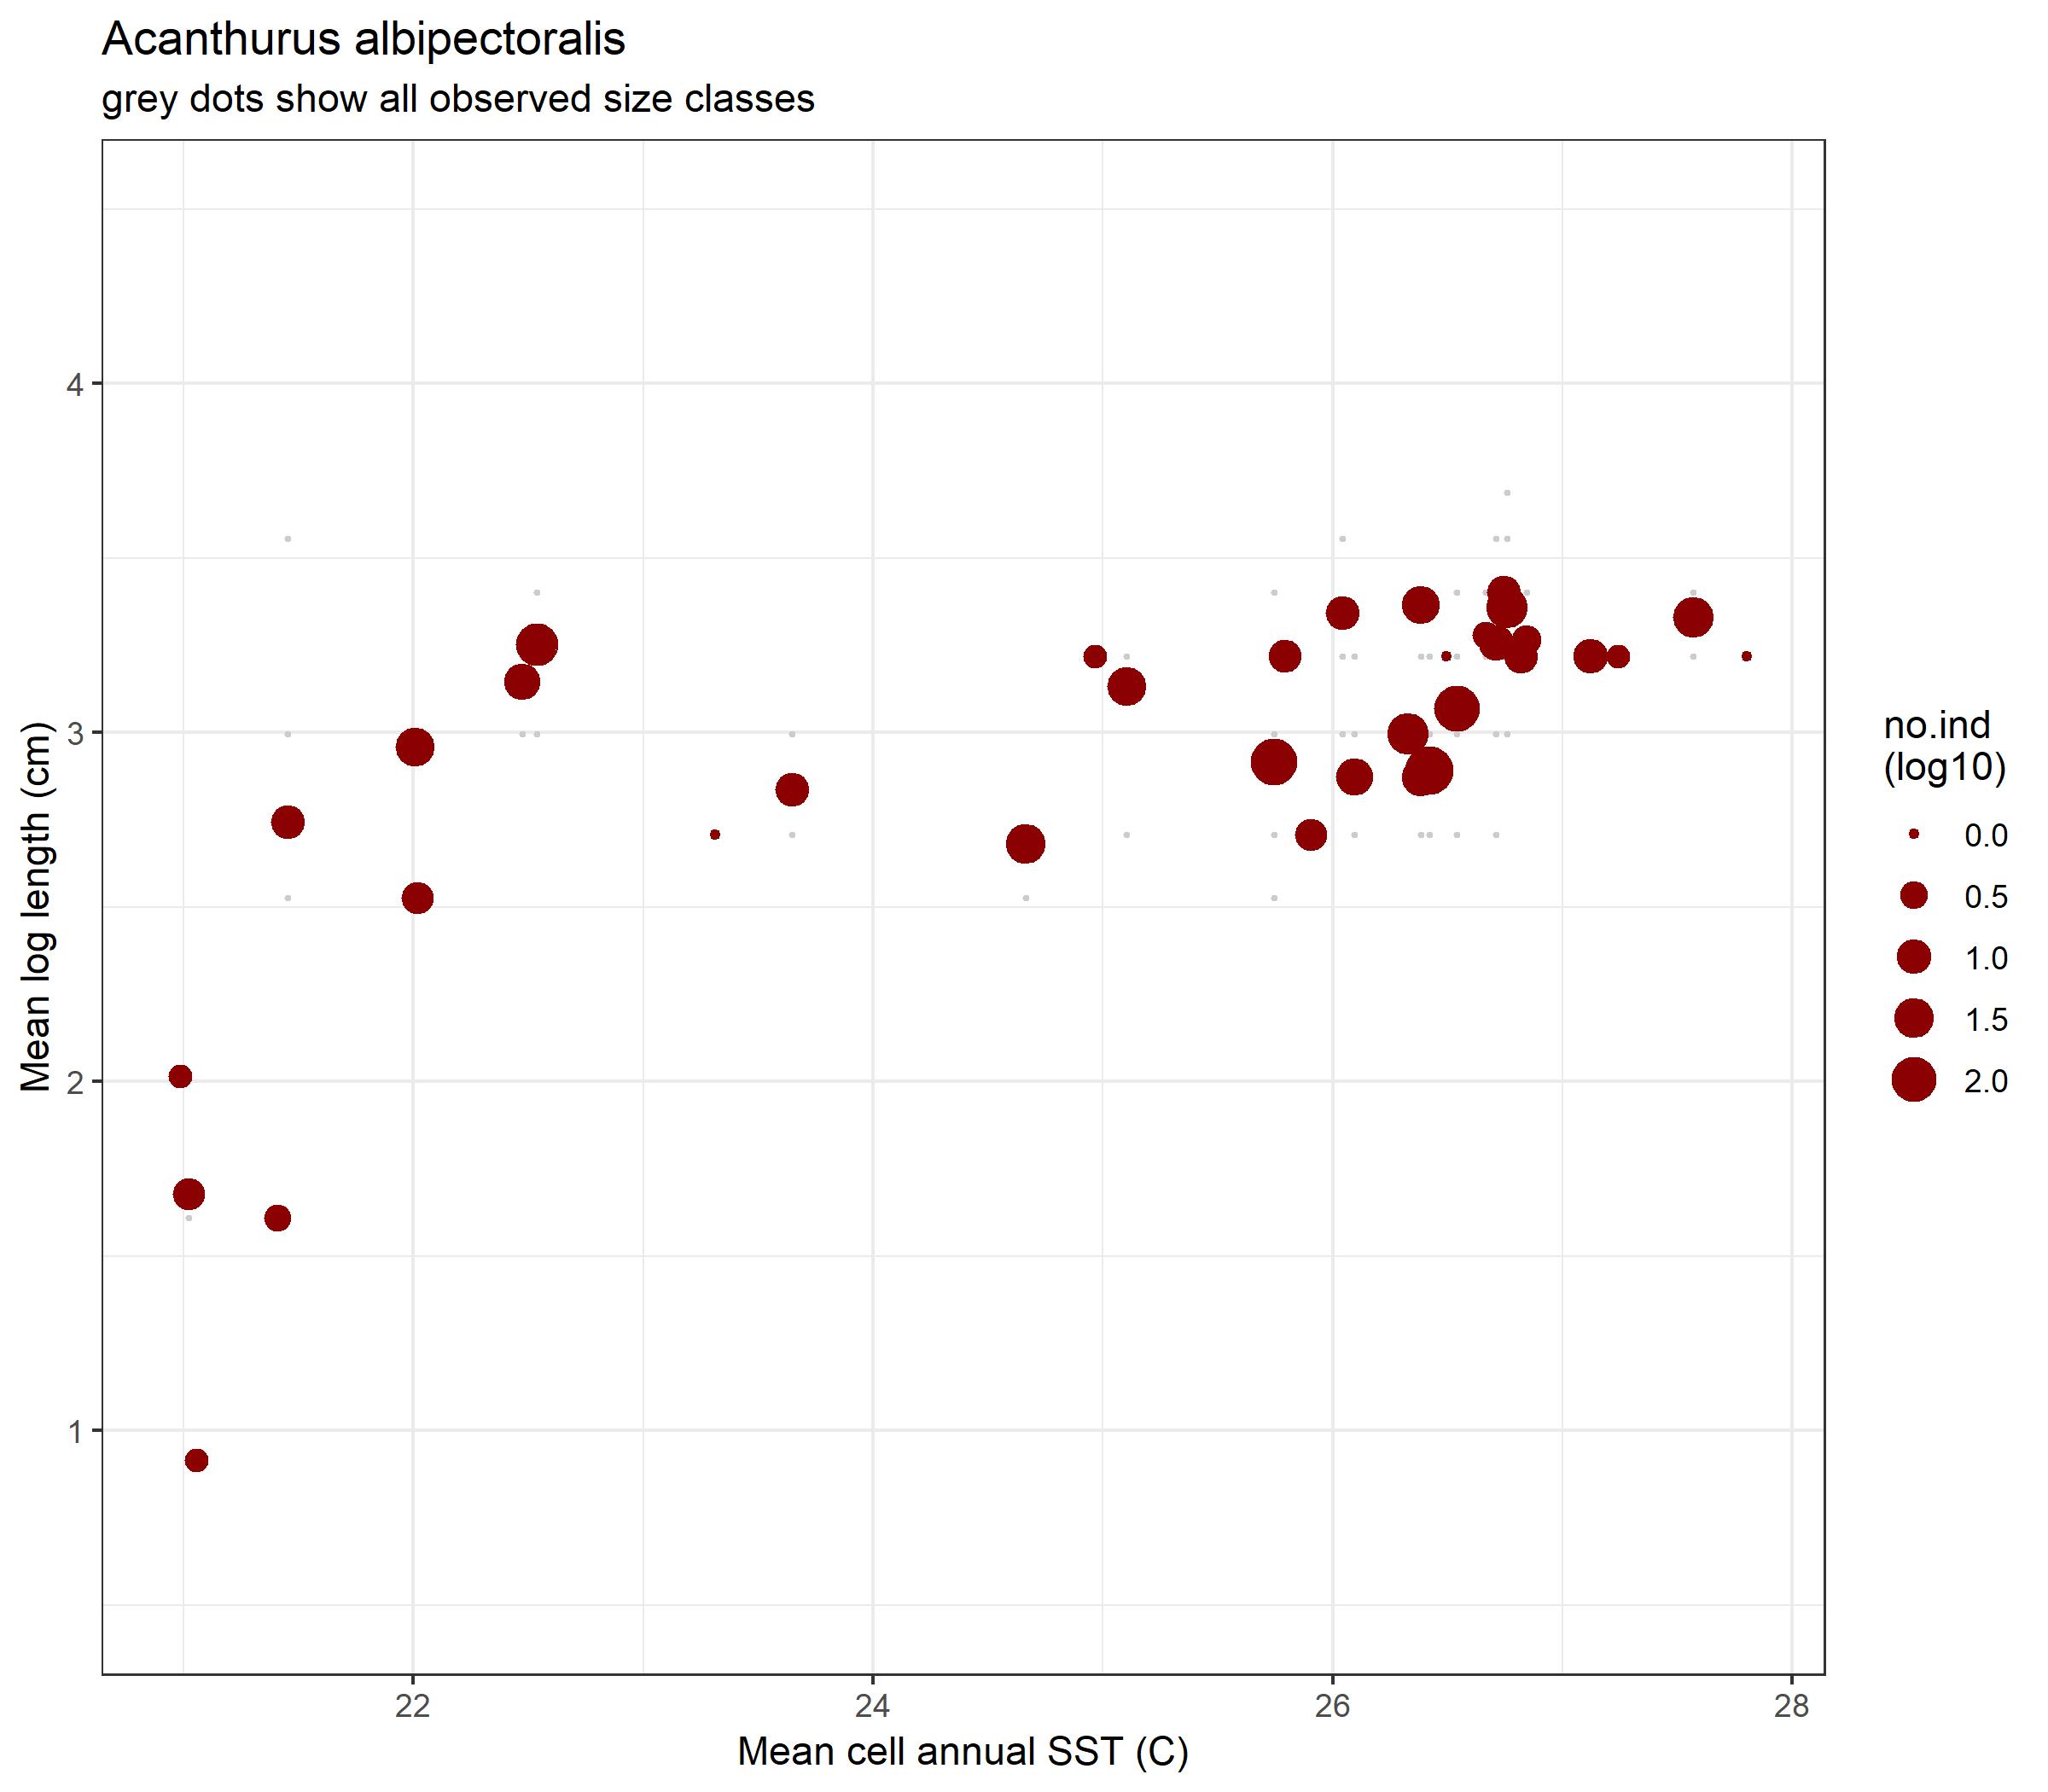 Acanthurus albipectoralis
grey dots show all observed size classes
Mean log length (cm)
4
3
2
1
22
24
26
28
Mean cell annual SST (C)
no.ind
(log10)
0.0
0.5
1.0
1.5
2.0